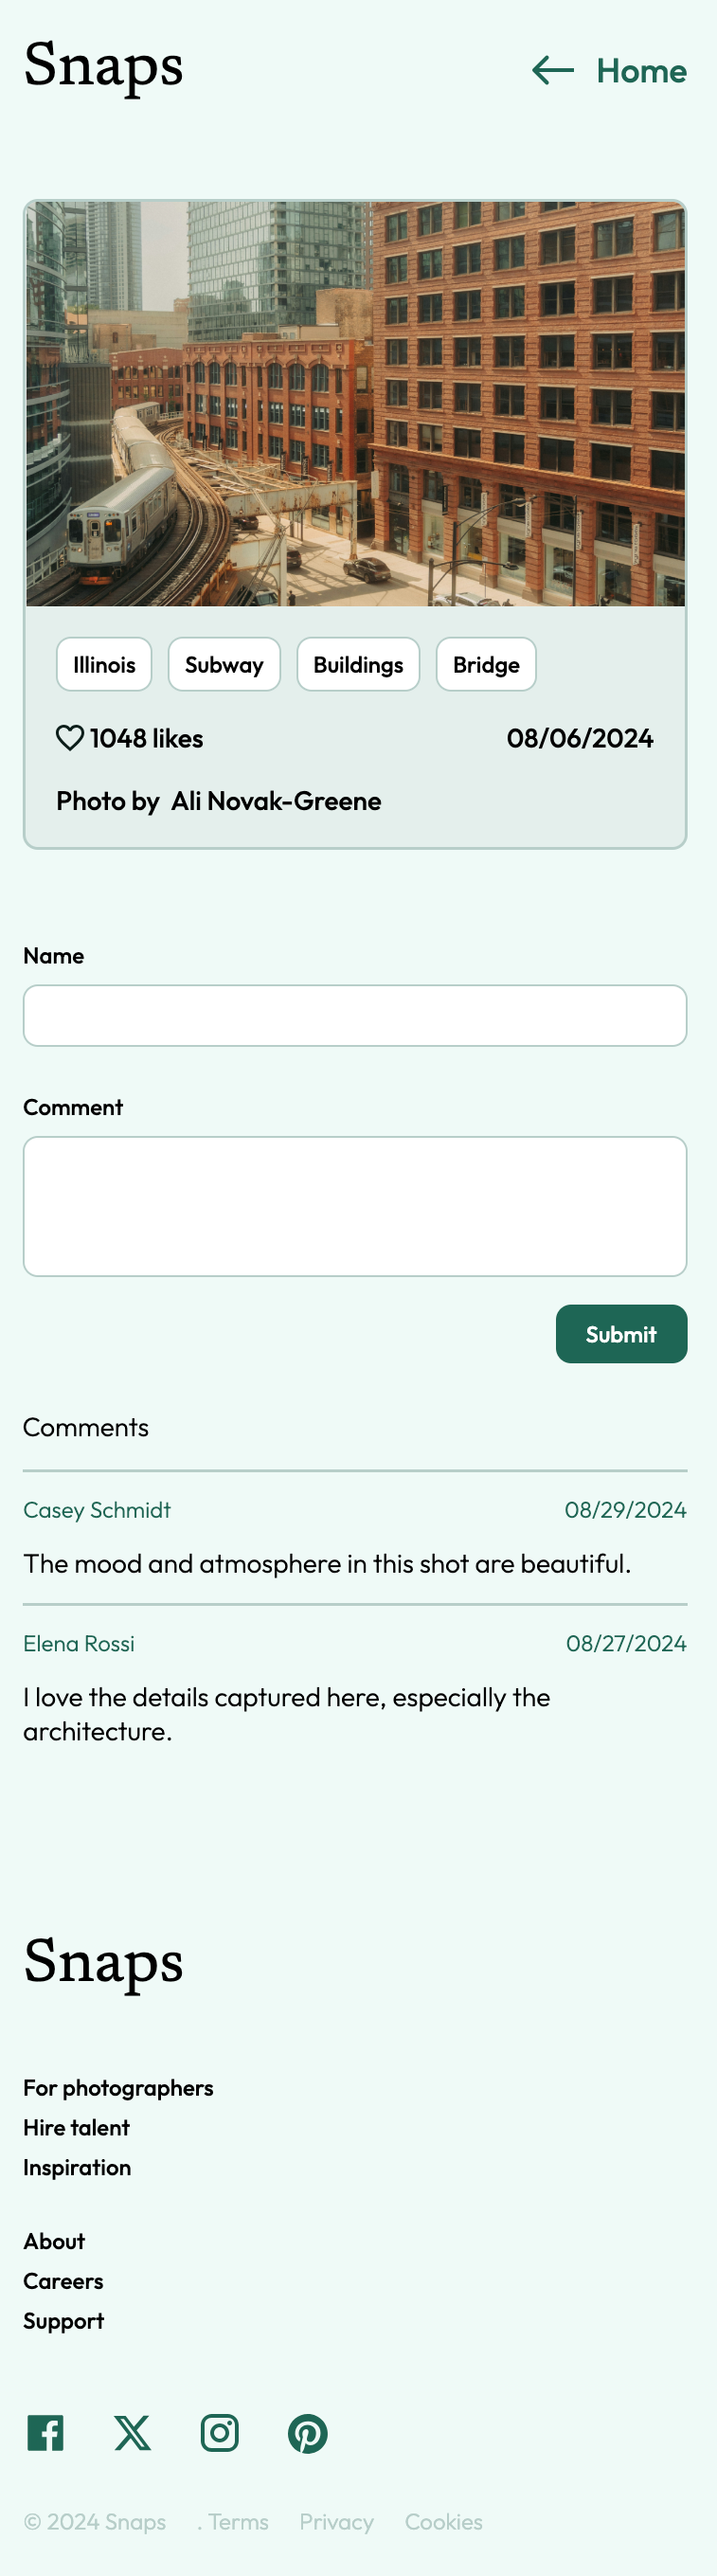 Snaps
Home
Illinois Subway Buildings Bridge
1048 likes 08/06/2024
Photo by Ali Novak-Greene
Name
Comment
Submit
Comments
Casey Schmidt 08/29/2024
The mood and atmosphere in this shot are beautiful.
Elena Rossi 08/27/2024
I love the details captured here, especially the
architecture.
Snaps
For photographers
Hire talent
Inspiration
About
Careers
Support
© 2024 Snaps . Terms Privacy Cookies